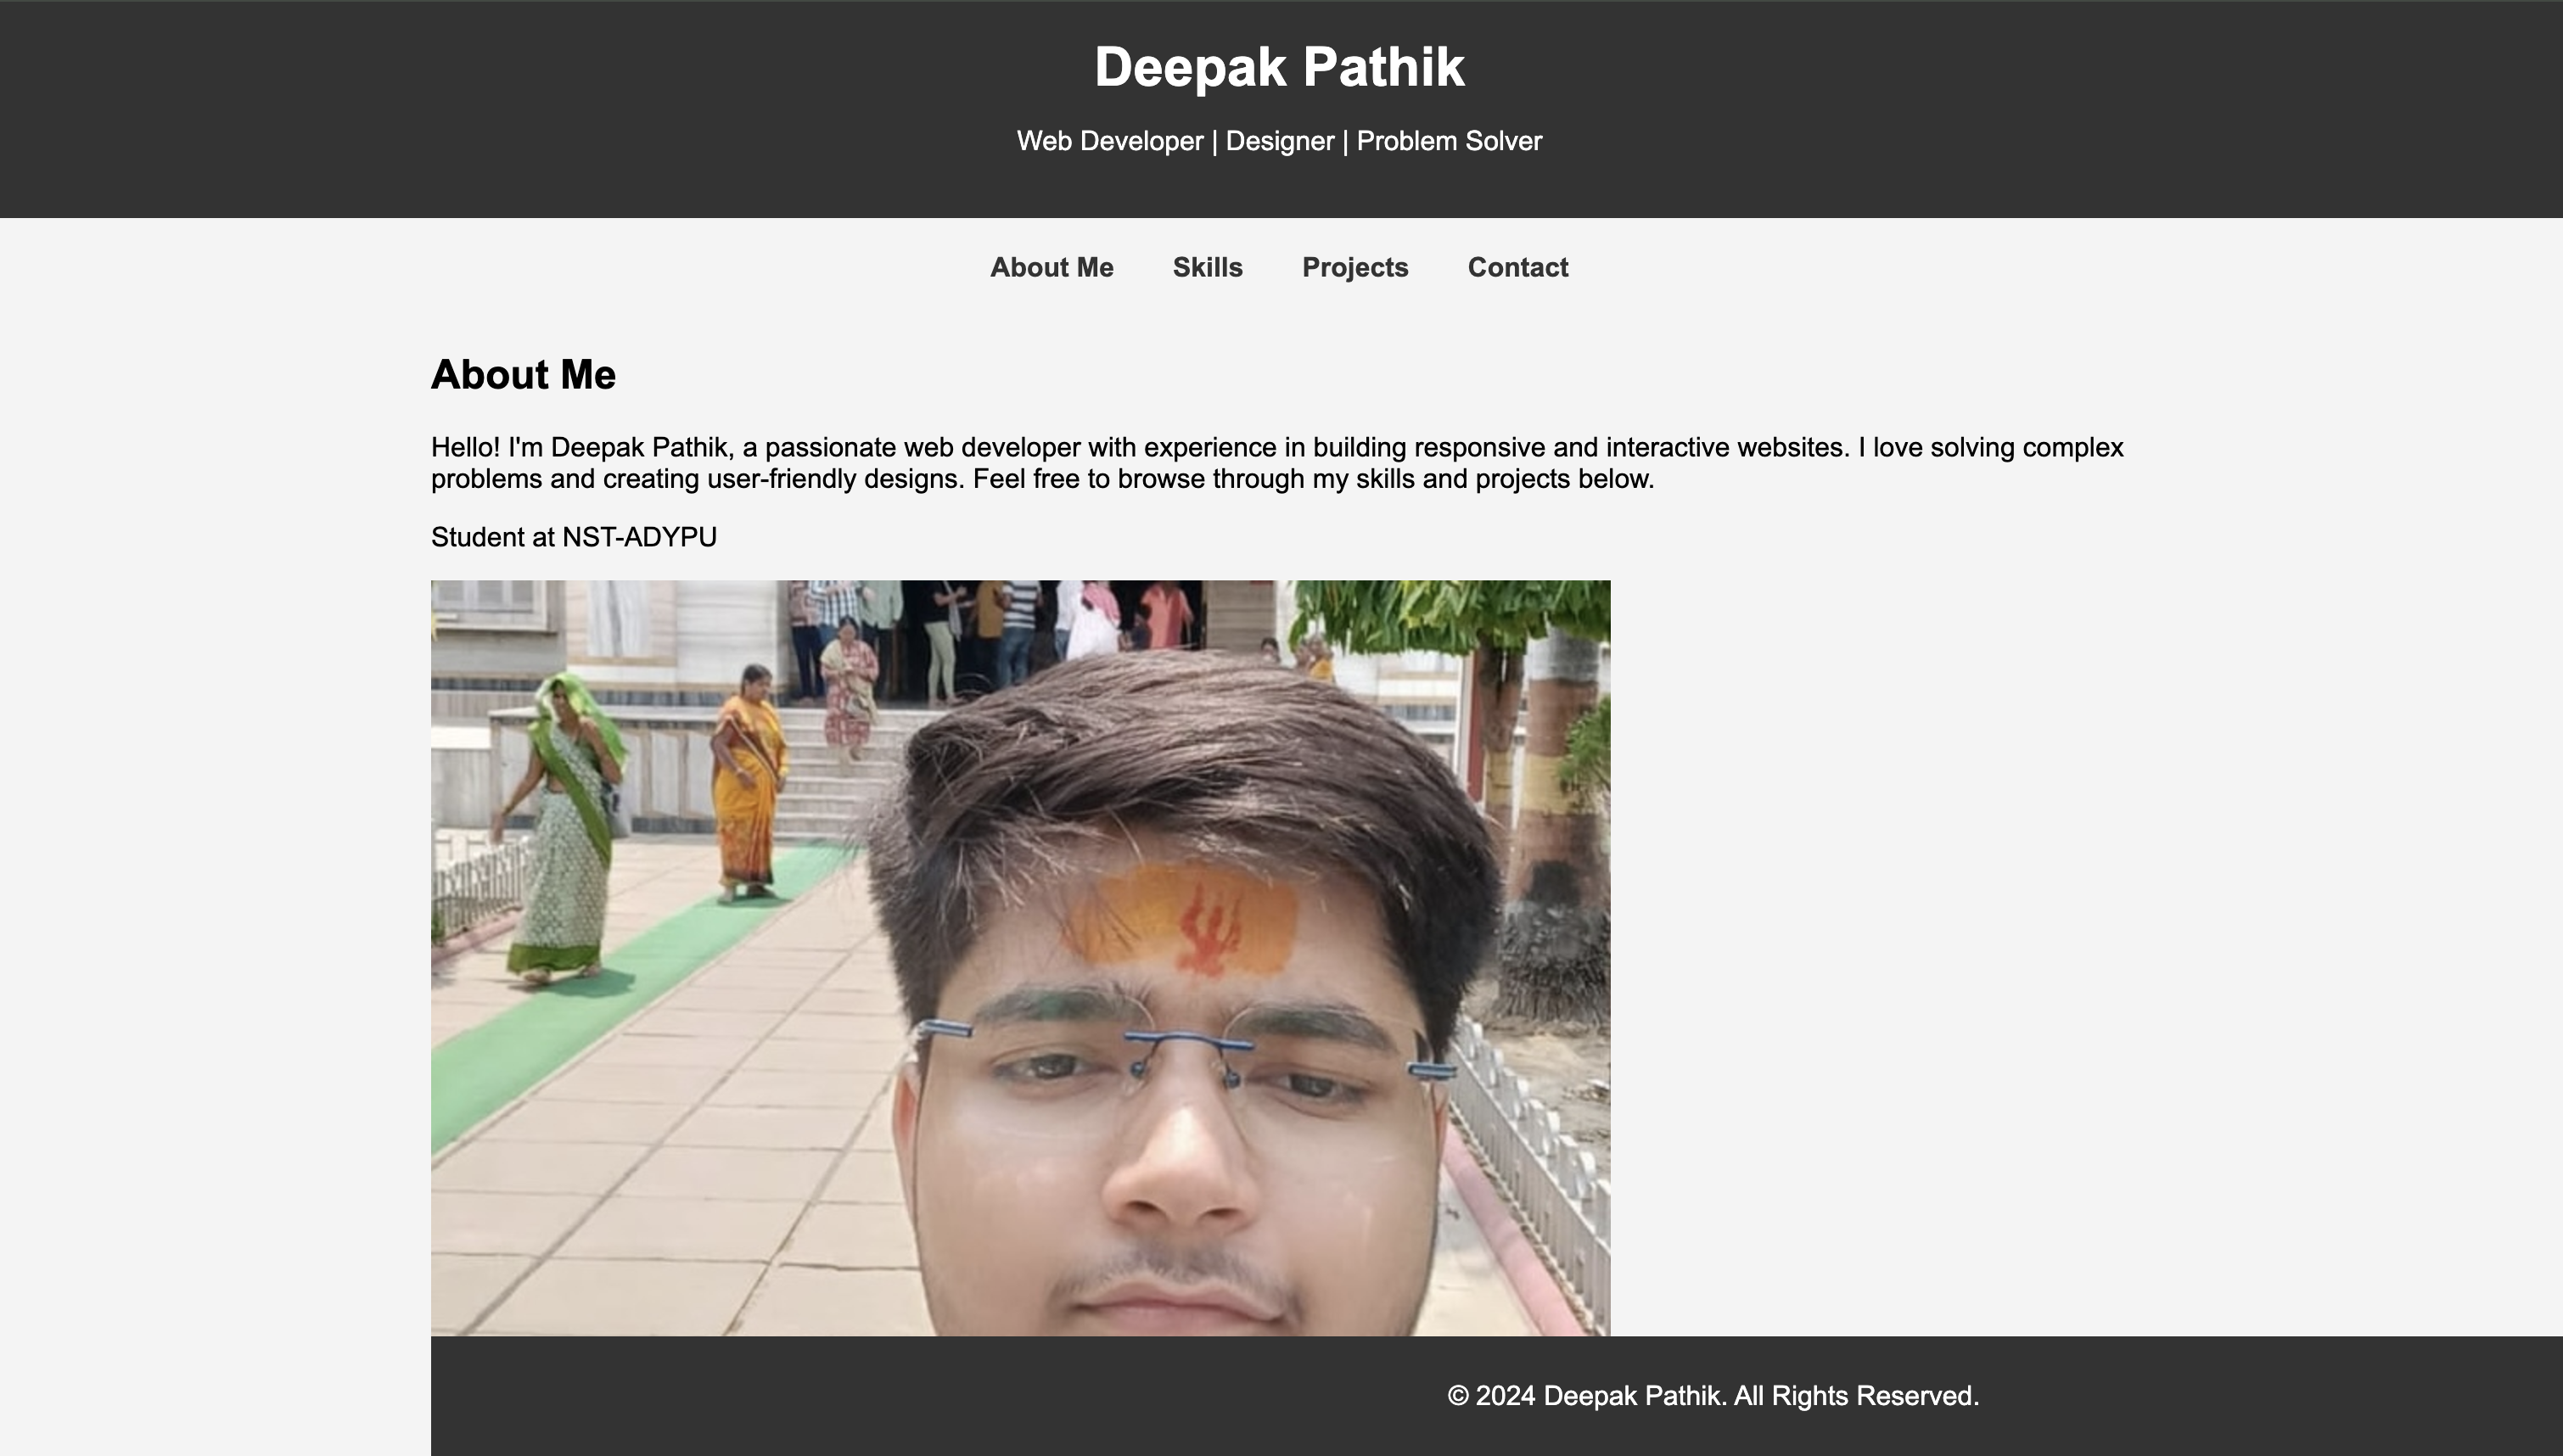 Deepak Pathik
Web Developer | Designer | Problem Solver
About Me Skills Projects Contact
About Me
Hello! I'm Deepak Pathik, a passionate web developer with experience in building responsive and interactive websites. I love solving complex
problems and creating user-friendly designs. Feel free to browse through my skills and projects below.
Student at NST-ADYPU
© 2024 Deepak Pathik. All Rights Reserved.